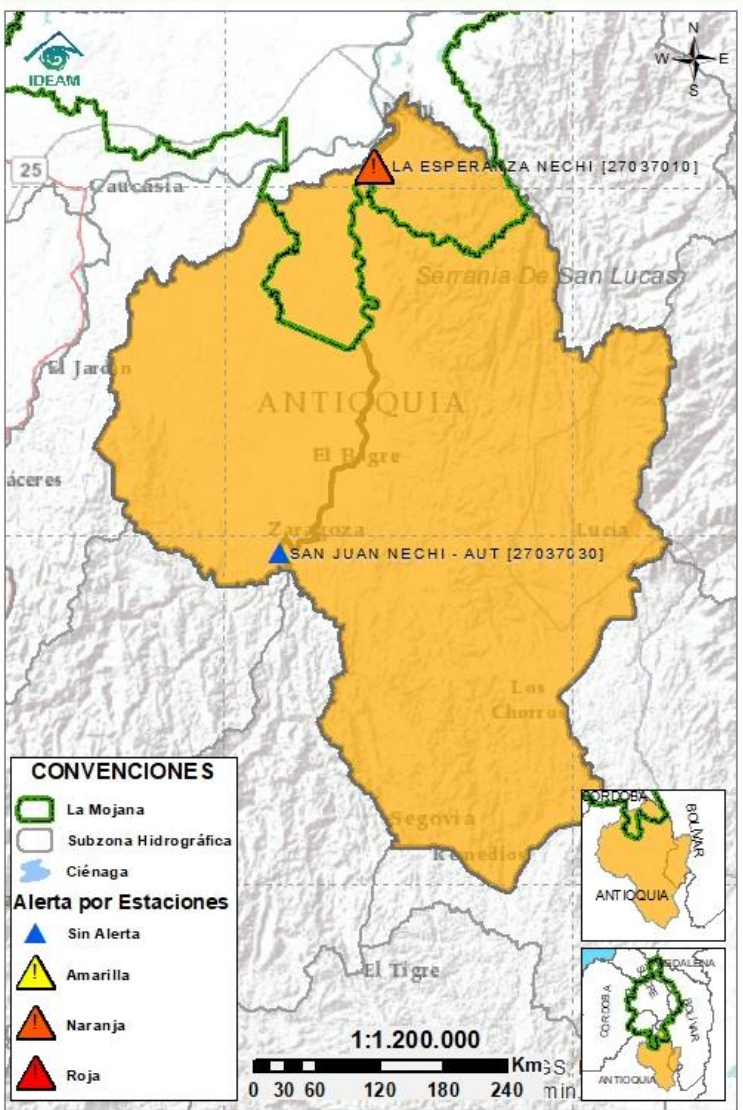 IDEAM
N
W E
S
25
Caucasia
LA ESPERANZA NECHI [27037010]
Serrania De San Lucas
El Jardin
ANTIOQUIA
El Bagre
áceres
Zaragoza
Lucia
SAN JUAN NECHI - AUT [27037030]
Los
Chorros
Segovia
Remedios
El Tigre
CONVENCIONES
La Mojana
Subzona Hidrográfica
Ciénaga
Alerta por Estaciones
Sin Alerta
Amarilla
Naranja
Roja
1:1.200.000
Km
0 30 60 120 180 240
CORDOBA
BOLÍVAR
ANTIOQUIA
SUCRE
CORDOBA
BOLÍVAR
ANTIOQUIA